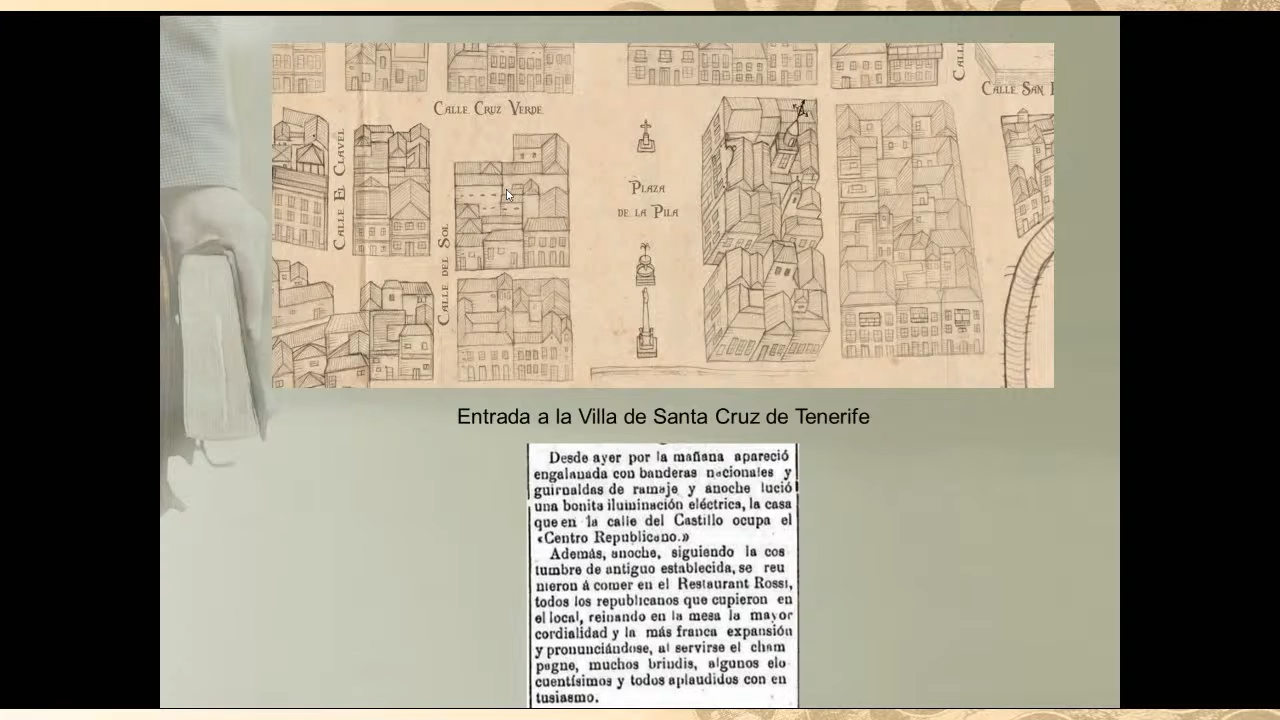 CALLE
CALLE SAN
CALLE CRUZ VERDE
CALLE EL CLAVEL
CALLE DEL SOL
PLAZA
DE LA PILA
Entrada a la Villa de Santa Cruz de Tenerife
Desde ayer por la mañana apareció
engalanada con banderas nacionales y
guirnaldas de ramaje y anoche lució
una bonita iluminación eléctrica, la casa
que en la calle del Castillo ocupa el
«Centro Republicano.»
Además, anoche, siguiendo la cos
tumbre de antiguo establecida, se reu
nieron á comer en el Restaurant Rossi,
todos los republicanos que cupieron en
el local, reinando en la mesa la mayor
cordialidad y la más franca expansión
y pronunciándose, al servirse el cham
pagne, muchos brindis, algunos elo
cuentísimos y todos aplaudidos con en
tusiasmo.